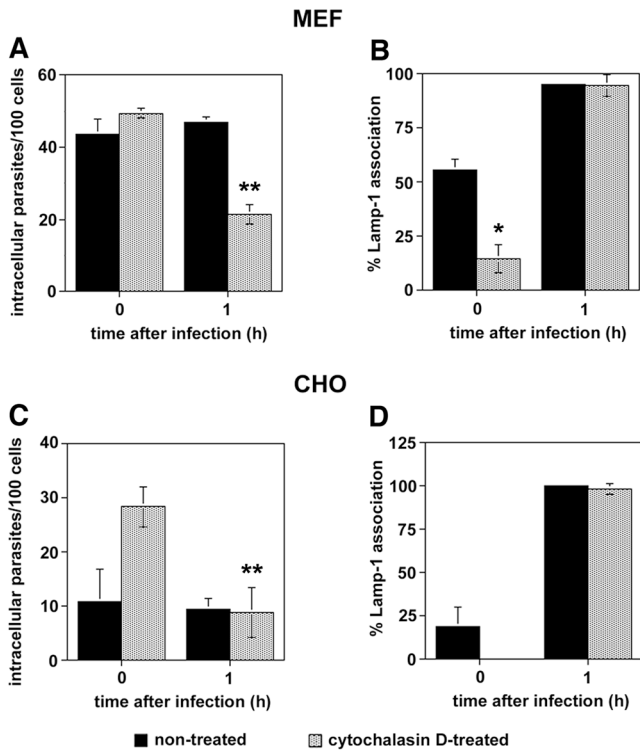 MEF
A
B
intracellular parasites/100 cells
60
40
20
0
**
0
1
time after infection (h)
% Lamp-1 association
100
75
50
25
0
*
0
1
time after infection (h)
CHO
C
D
intracellular parasites/100 cells
40
30
20
10
0
**
0
1
time after infection (h)
% Lamp-1 association
125
100
75
50
25
0
0
1
time after infection (h)
non-treated
cytochalasin D-treated